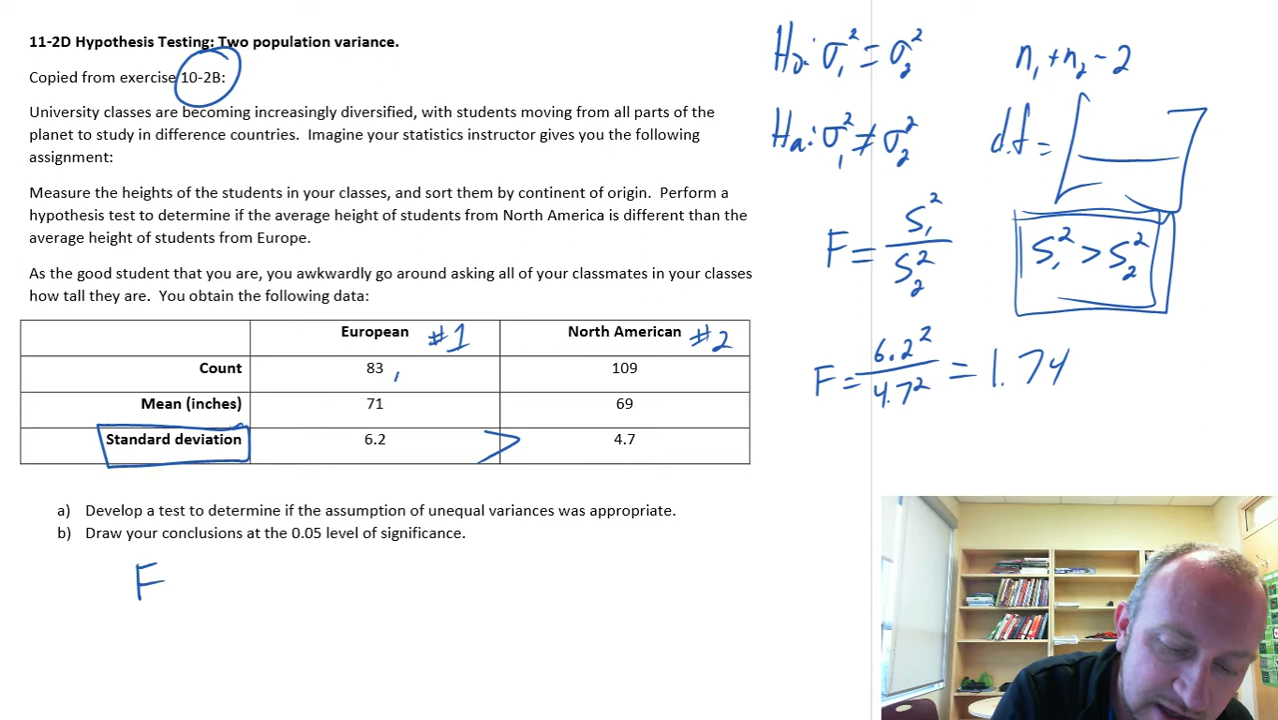 11-2D Hypothesis Testing: Two population variance.
Copied from exercise 10-2B:
University classes are becoming increasingly diversified, with students moving from all parts of the
planet to study in difference countries. Imagine your statistics instructor gives you the following
assignment:
Measure the heights of the students in your classes, and sort them by continent of origin. Perform a
hypothesis test to determine if the average height of students from North America is different than the
average height of students from Europe.
As the good student that you are, you awkwardly go around asking all of your classmates in your classes
how tall they are. You obtain the following data:
European #1 North American #2
Count 83 109
Mean (inches) 71 69
Standard deviation 6.2 > 4.7
a) Develop a test to determine if the assumption of unequal variances was appropriate.
b) Draw your conclusions at the 0.05 level of significance.
F
H₀: σ₁² = σ₂²
Ha: σ₁² ≠ σ₂²
F = S₁² / S₂²
F = 6.2² / 4.7² = 1.74
n₁ + n₂ - 2
d.f =
S₁² > S₂²